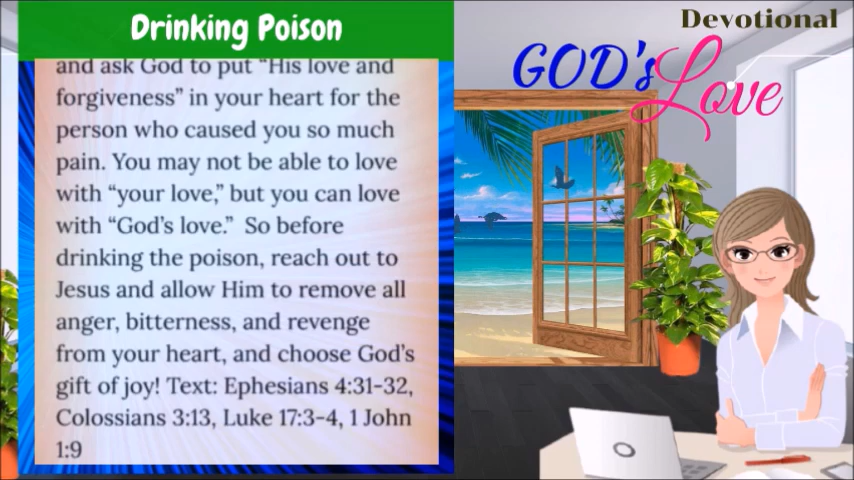 Drinking Poison
and ask God to put “His love and
forgiveness” in your heart for the
person who caused you so much
pain. You may not be able to love
with “your love,” but you can love
with “God’s love.”  So before
drinking the poison, reach out to
Jesus and allow Him to remove all
anger, bitterness, and revenge
from your heart, and choose God’s
gift of joy! Text: Ephesians 4:31-32,
Colossians 3:13, Luke 17:3-4, 1 John
1:9
Devotional
GOD's Love